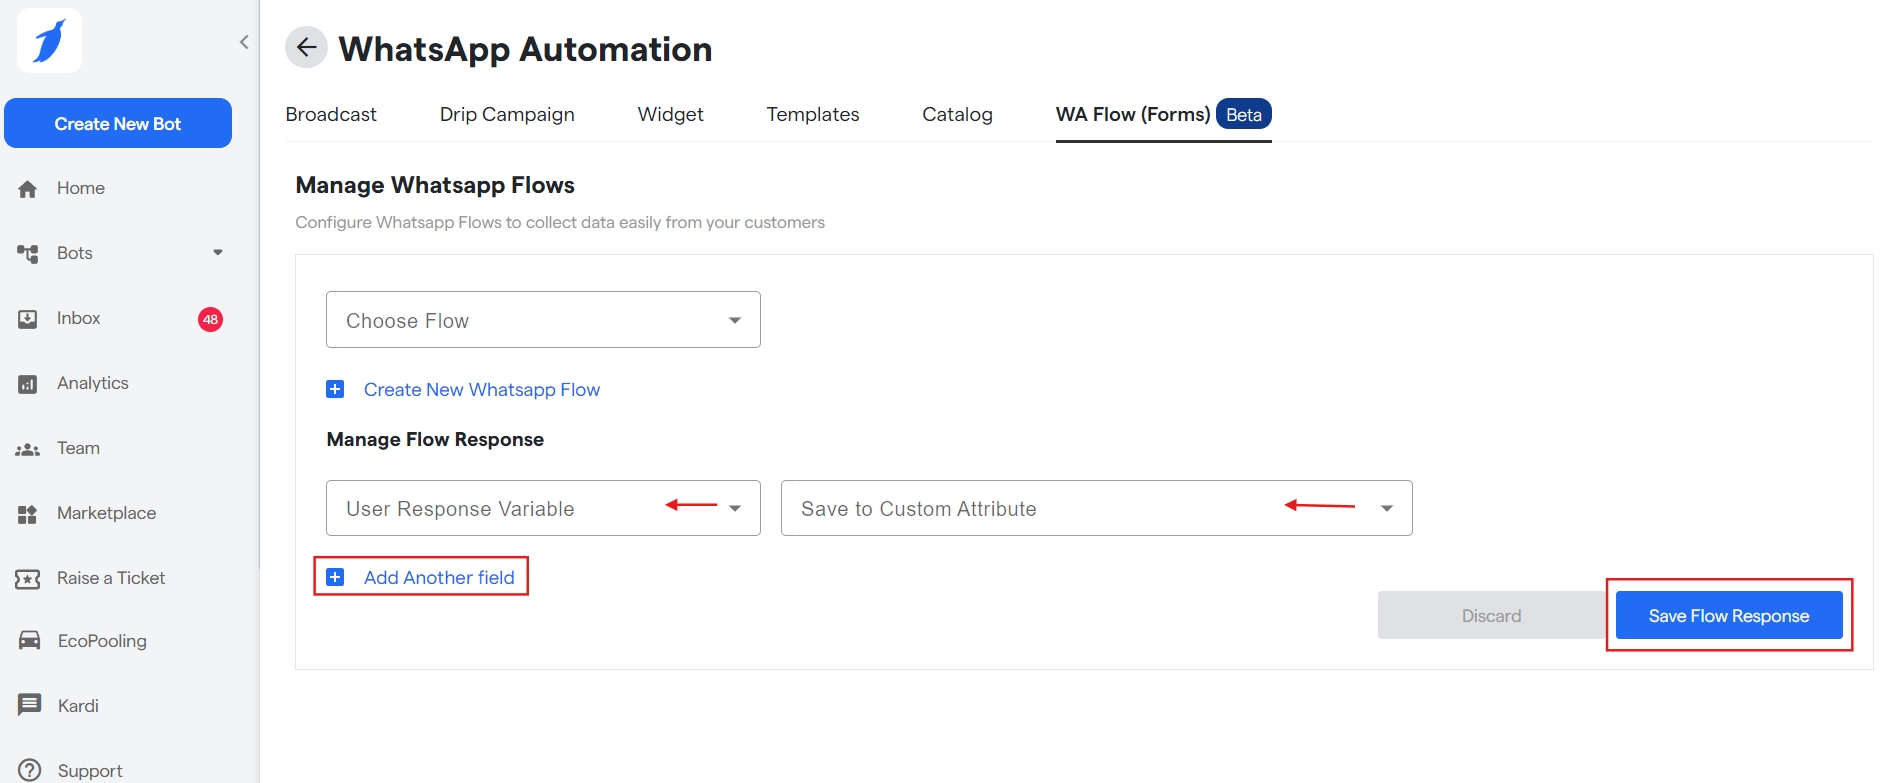 Create New Bot
Home
Bots
Inbox 48
Analytics
Team
Marketplace
Raise a Ticket
EcoPooling
Kardi
Support
WhatsApp Automation
Broadcast Drip Campaign Widget Templates Catalog WA Flow (Forms) Beta
Manage Whatsapp Flows
Configure Whatsapp Flows to collect data easily from your customers
Choose Flow
Create New Whatsapp Flow
Manage Flow Response
User Response Variable Save to Custom Attribute
Add Another field
Discard Save Flow Response